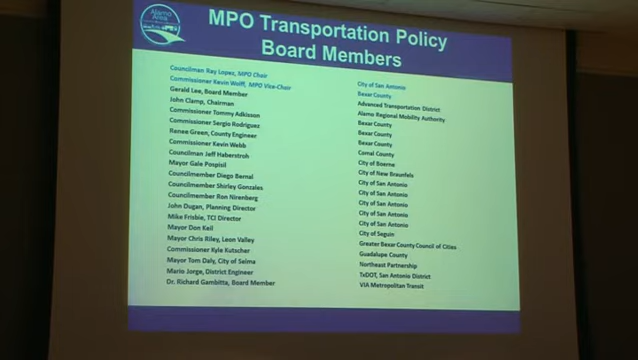 Alamo Area
MPO Transportation Policy
Board Members
Councilman Ray Lopez, MPO Chair City of San Antonio
Commissioner Kevin Wolff, MPO Vice-Chair Bexar County
Gerald Lee, Board Member Advanced Transportation District
John Clamp, Chairman Alamo Regional Mobility Authority
Commissioner Tommy Adkisson Bexar County
Commissioner Sergio Rodriguez Bexar County
Renee Green, County Engineer Bexar County
Commissioner Kevin Webb Comal County
Councilman Jeff Haberstroh City of Boerne
Mayor Gale Pospisil City of New Braunfels
Councilmember Diego Bernal City of San Antonio
Councilmember Shirley Gonzales City of San Antonio
Councilmember Ron Nirenberg City of San Antonio
John Dugan, Planning Director City of San Antonio
Mike Frisbie, TCI Director City of San Antonio
Mayor Don Keil City of Seguin
Mayor Chris Riley, Leon Valley Greater Bexar County Council of Cities
Commissioner Kyle Kutscher Guadalupe County
Mayor Tom Daly, City of Selma Northeast Partnership
Mario Jorge, District Engineer TxDOT, San Antonio District
Dr. Richard Gambitta, Board Member VIA Metropolitan Transit